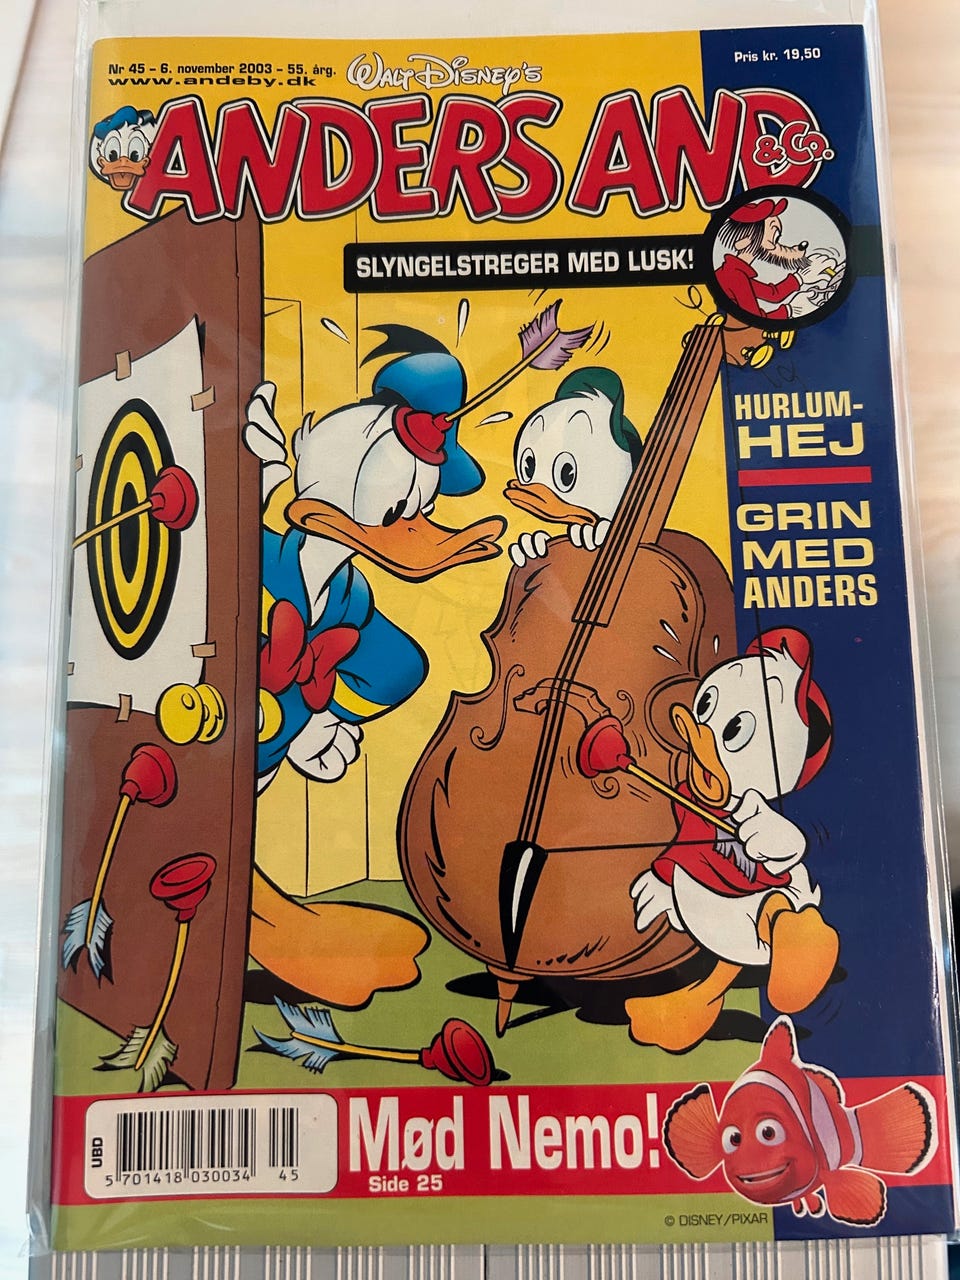 Nr 45 - 6. november 2003 - 55. årg.
www.andeby.dk
Walt Disney's
Pris kr. 19,50
ANDERS AND
& Co.
SLYNGELSTREGER MED LUSK!
HURLUM-
HEJ
GRIN
MED
ANDERS
UBD
5 701418 030034
45
Mød Nemo!
Side 25
© DISNEY/PIXAR